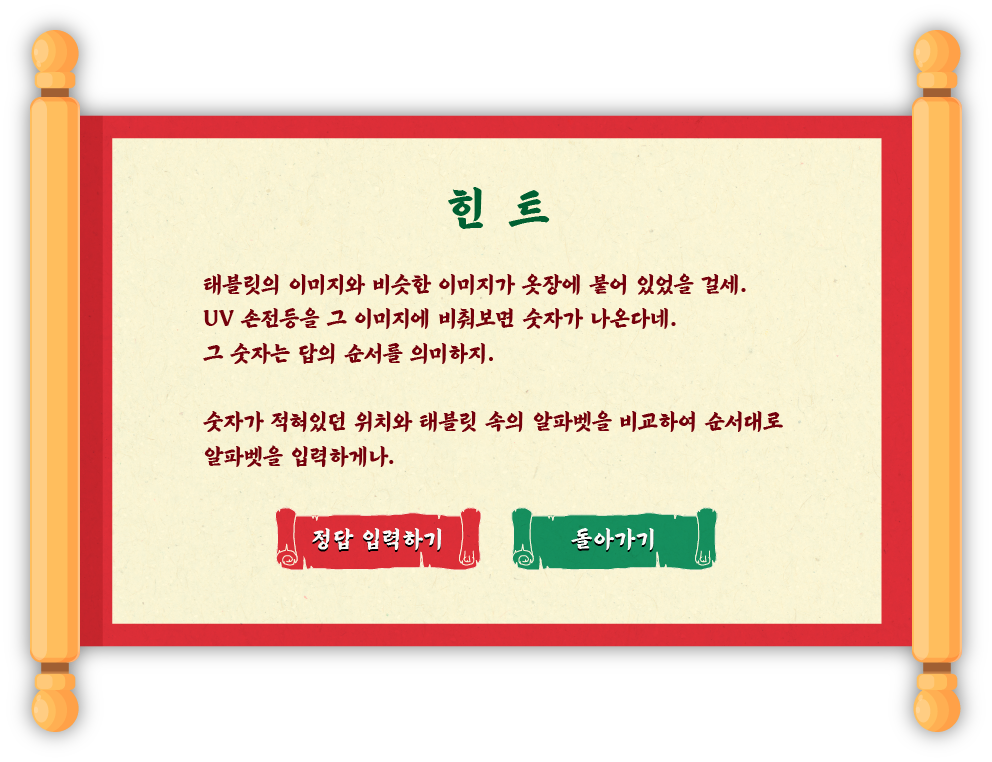 힌 트
태블릿의 이미지와 비슷한 이미지가 옷장에 붙어 있었을 걸세.
UV 손전등을 그 이미지에 비춰보면 숫자가 나온다네.
그 숫자는 답의 순서를 의미하지.
숫자가 적혀있던 위치와 태블릿 속의 알파벳을 비교하여 순서대로
알파벳을 입력하게나.
정답 입력하기
돌아가기